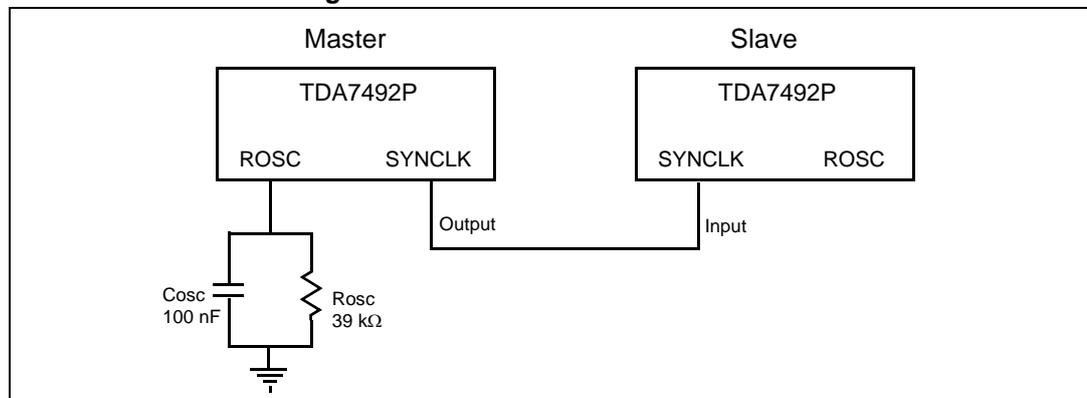 Master
Slave
TDA7492P
TDA7492P
ROSC
SYNCLK
SYNCLK
ROSC
Output
Input
Cosc
100 nF
Rosc
39 kΩ